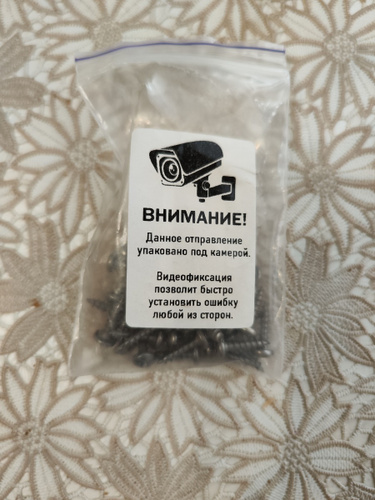 ВНИМАНИЕ!
Данное отправление
упаковано под камерой.
Видеофиксация
позволит быстро
установить ошибку
любой из сторон.